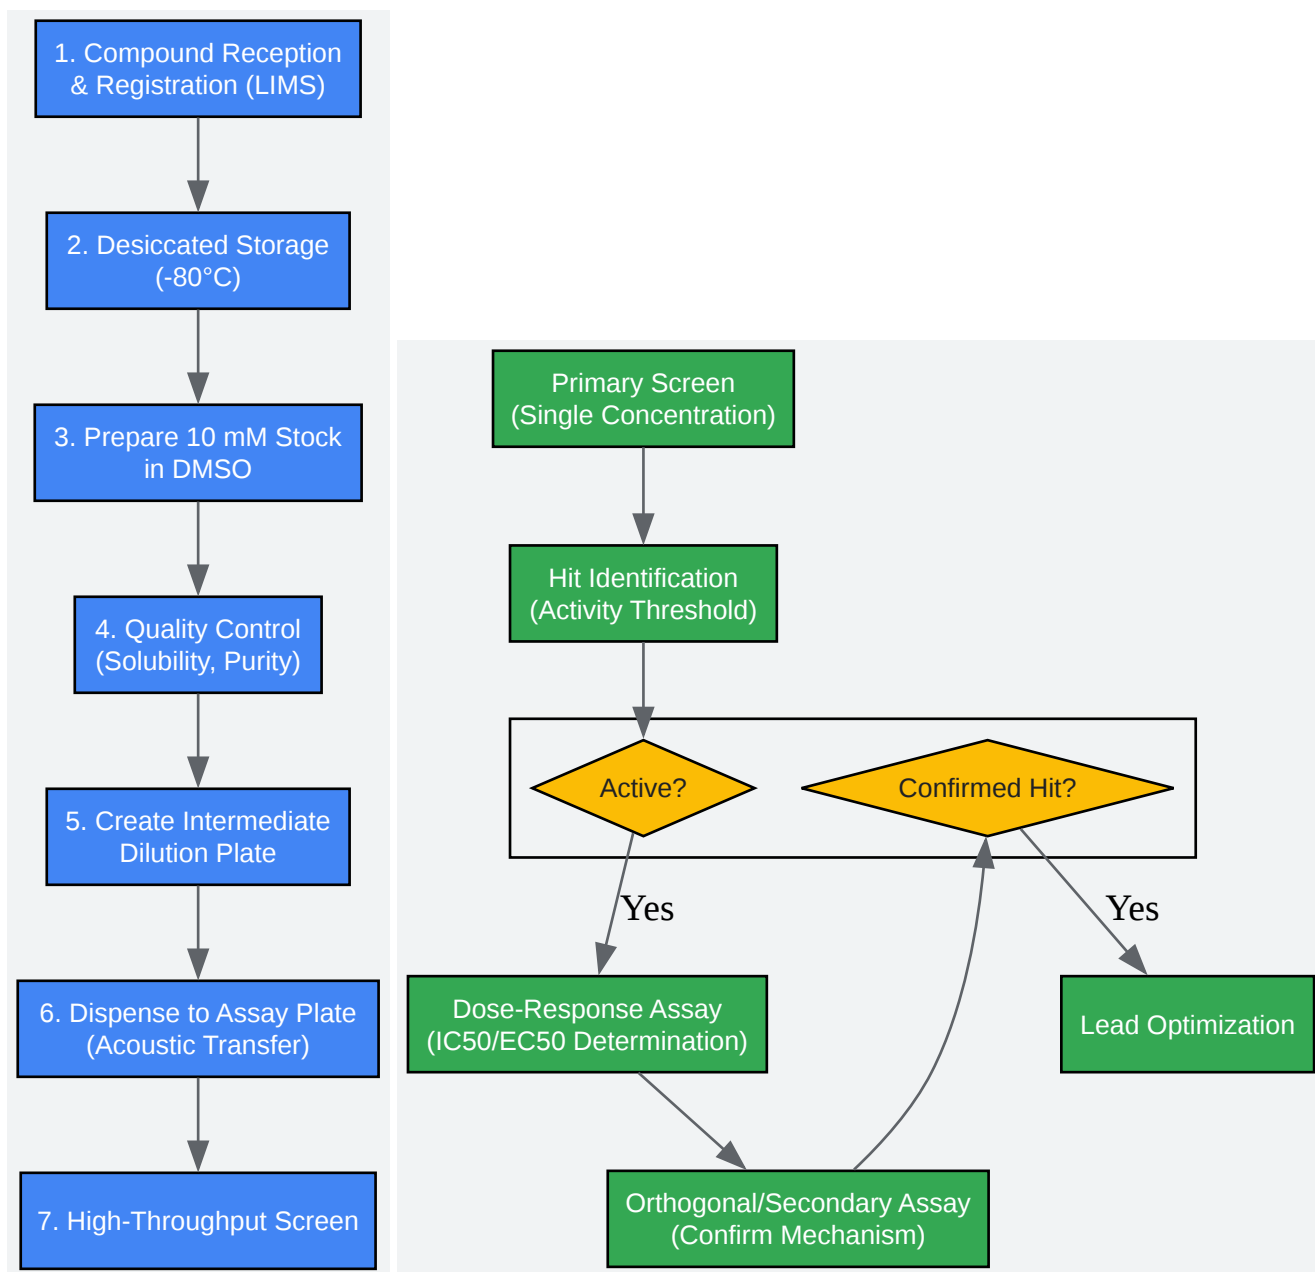 1. Compound Reception
& Registration (LIMS)
2. Desiccated Storage
(-80°C)
3. Prepare 10 mM Stock
in DMSO
4. Quality Control
(Solubility, Purity)
5. Create Intermediate
Dilution Plate
6. Dispense to Assay Plate
(Acoustic Transfer)
7. High-Throughput Screen
Primary Screen
(Single Concentration)
Hit Identification
(Activity Threshold)
Active?
Confirmed Hit?
Yes
Yes
Dose-Response Assay
(IC50/EC50 Determination)
Lead Optimization
Orthogonal/Secondary Assay
(Confirm Mechanism)